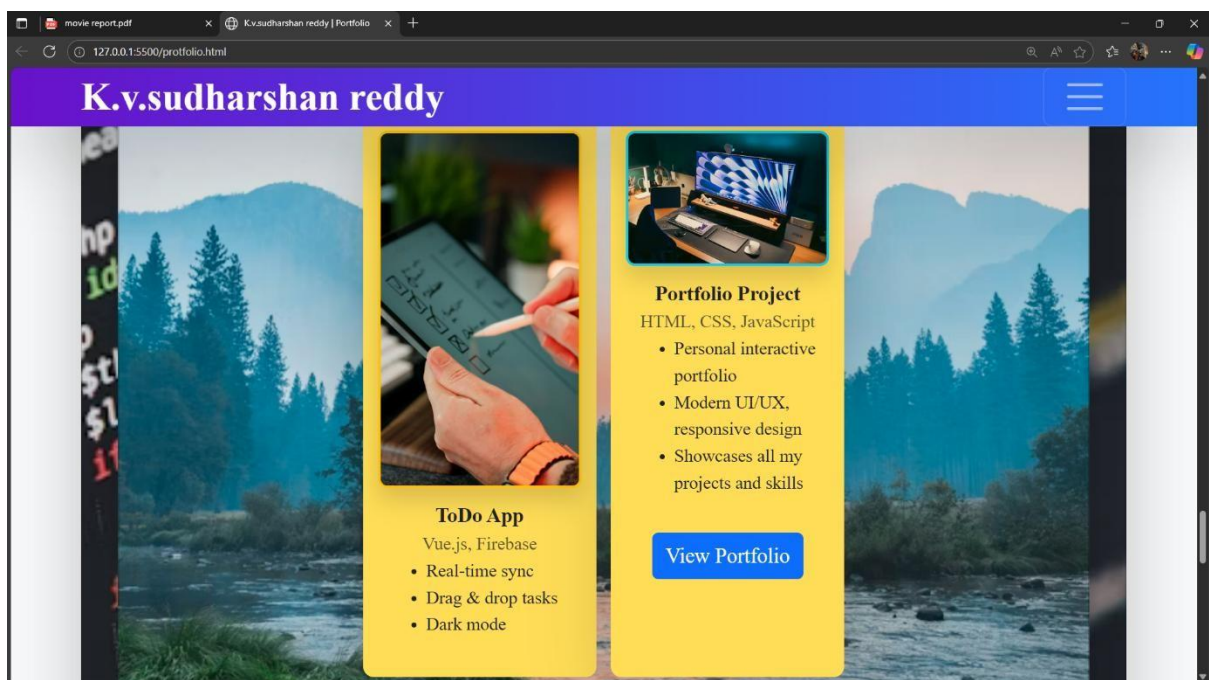 movie report.pdf
K.v.sudharshan reddy | Portfolio
127.0.0.1:5500/protfolio.html
K.v.sudharshan reddy
ToDo App
Vue.js, Firebase
• Real-time sync
• Drag & drop tasks
• Dark mode
Portfolio Project
HTML, CSS, JavaScript
• Personal interactive
portfolio
• Modern UI/UX,
responsive design
• Showcases all my
projects and skills
View Portfolio